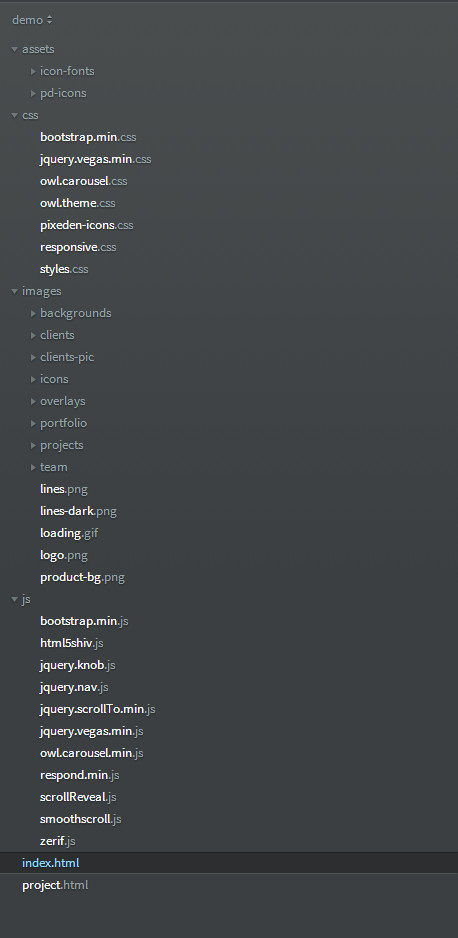 demo
assets
icon-fonts
pd-icons
css
bootstrap.min.css
jquery.vegas.min.css
owl.carousel.css
owl.theme.css
pixeden-icons.css
responsive.css
styles.css
images
backgrounds
clients
clients-pic
icons
overlays
portfolio
projects
team
lines.png
lines-dark.png
loading.gif
logo.png
product-bg.png
js
bootstrap.min.js
html5shiv.js
jquery.knob.js
jquery.nav.js
jquery.scrollTo.min.js
jquery.vegas.min.js
owl.carousel.min.js
respond.min.js
scrollReveal.js
smoothscroll.js
zerif.js
index.html
project.html